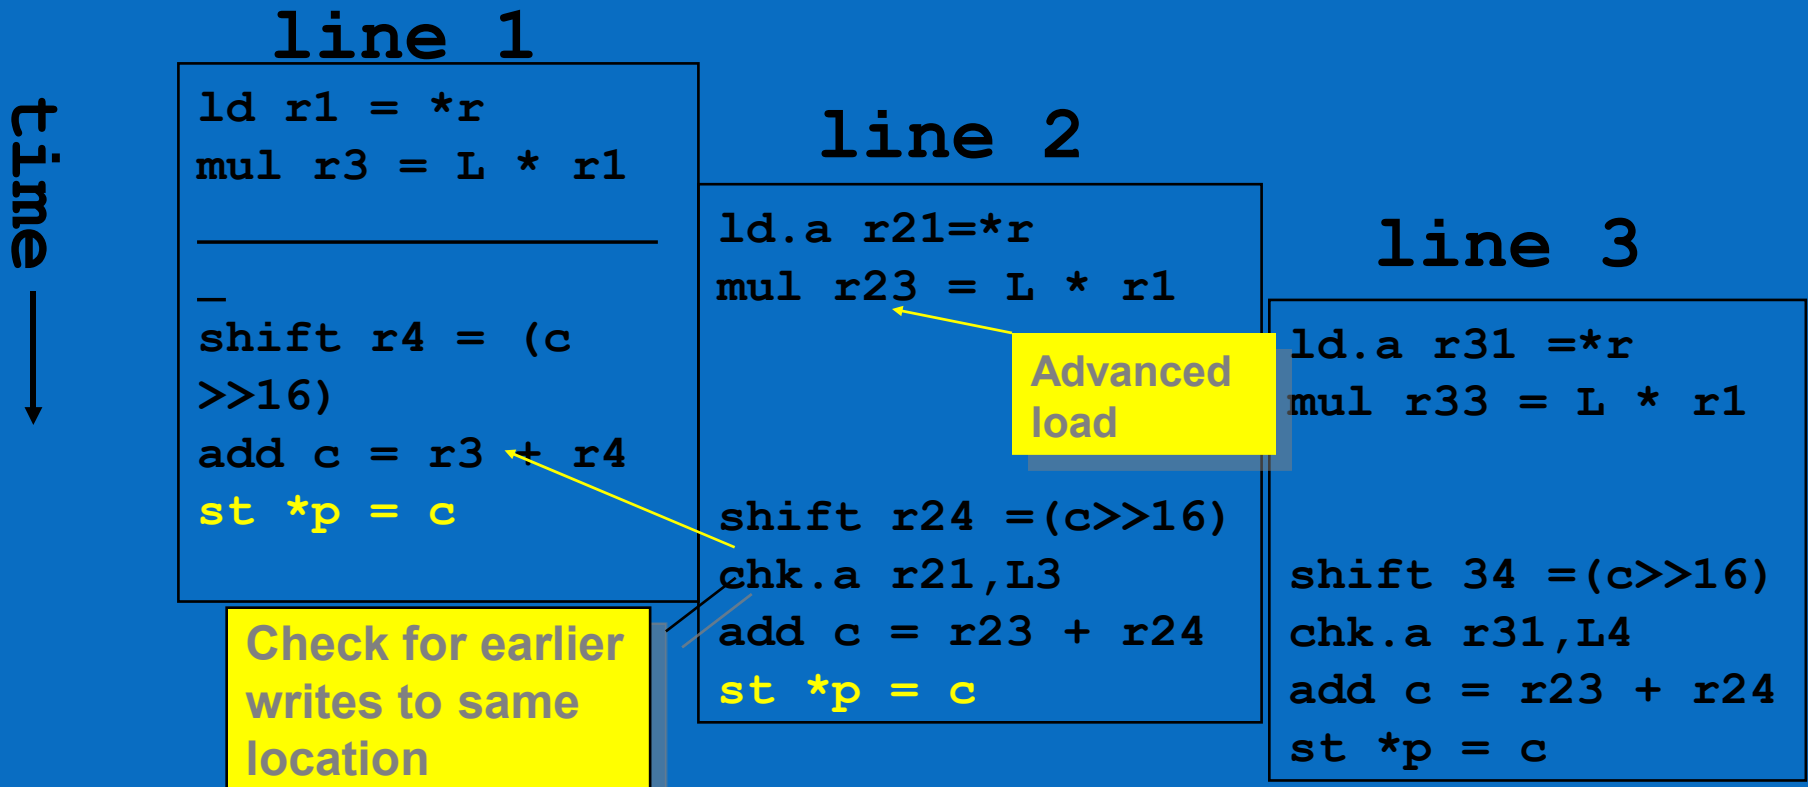 line 1
time
ld r1 = *r
mul r3 = L * r1
_
shift r4 = (c
>>16)
add c = r3 + r4
st *p = c
line 2
ld.a r21=*r
mul r23 = L * r1
shift r24 =(c>>16)
chk.a r21,L3
add c = r23 + r24
st *p = c
Advanced
load
Check for earlier
writes to same
location
line 3
ld.a r31 =*r
mul r33 = L * r1
shift 34 =(c>>16)
chk.a r31,L4
add c = r23 + r24
st *p = c